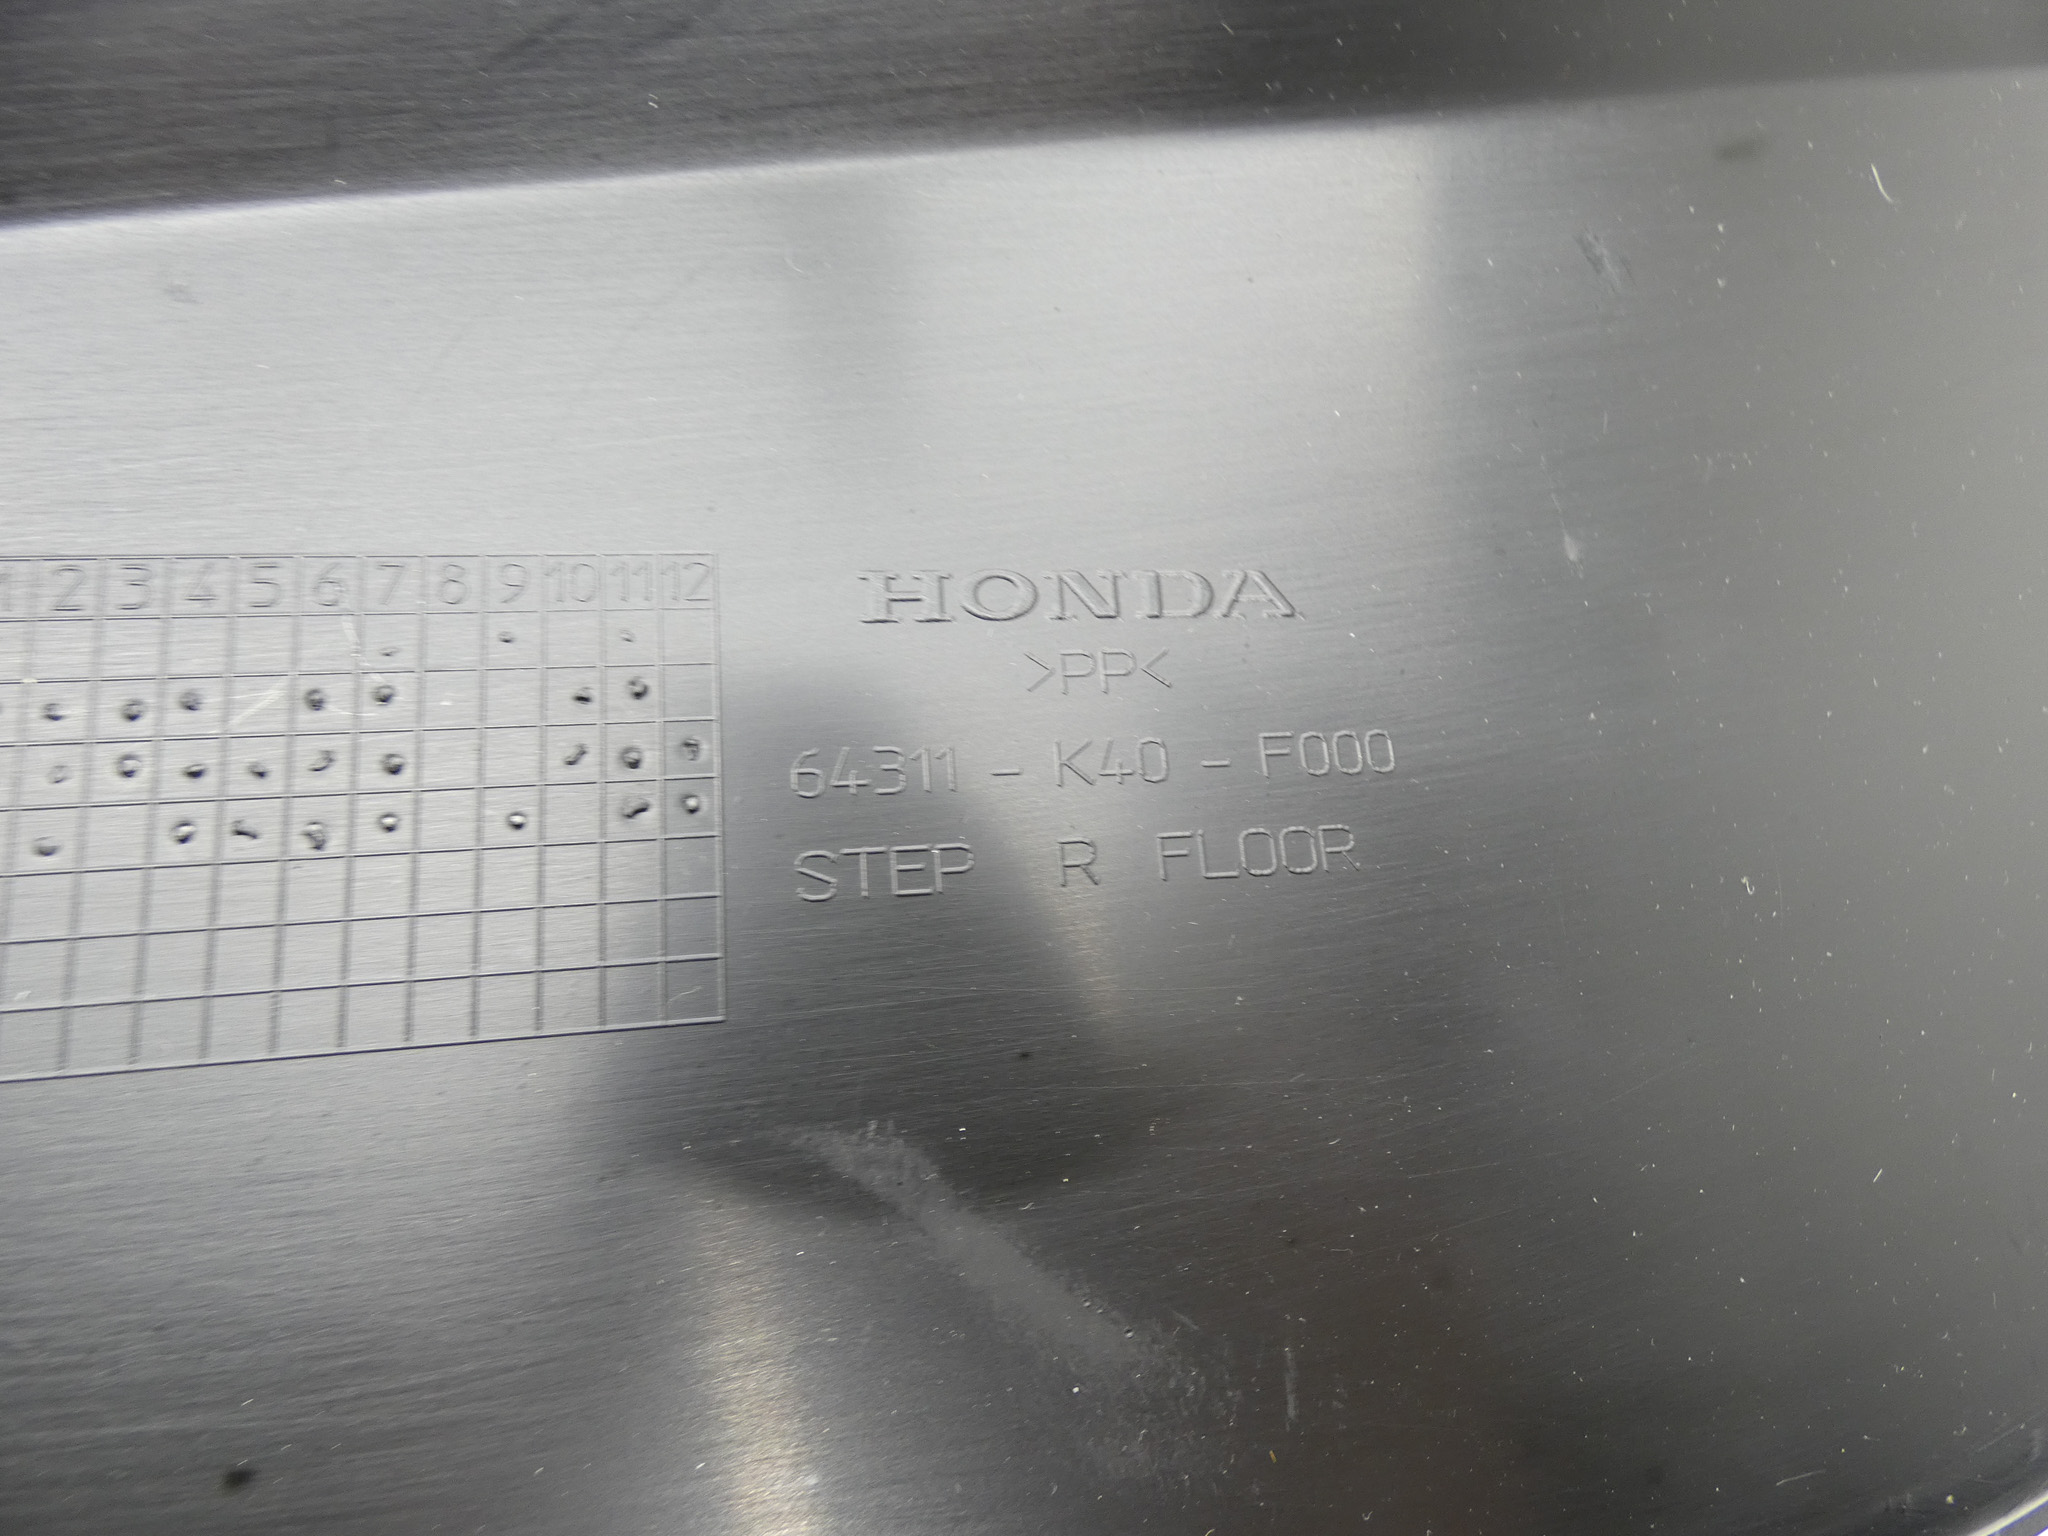 1 2 3 4 5 6 7 8 9 10 11 12
HONDA
>PP<
64311 - K40 - F000
STEP R FLOOR